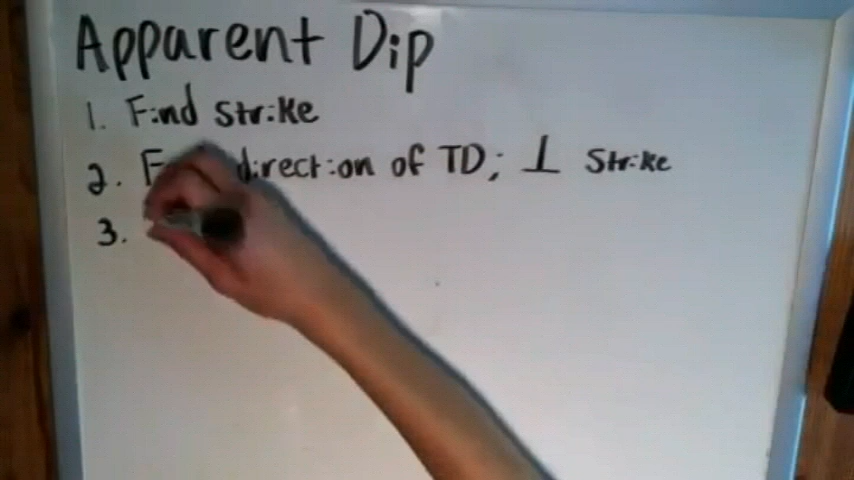 Apparent Dip
1. Find Strike
2. direction of TD; ⊥ Strike
3.